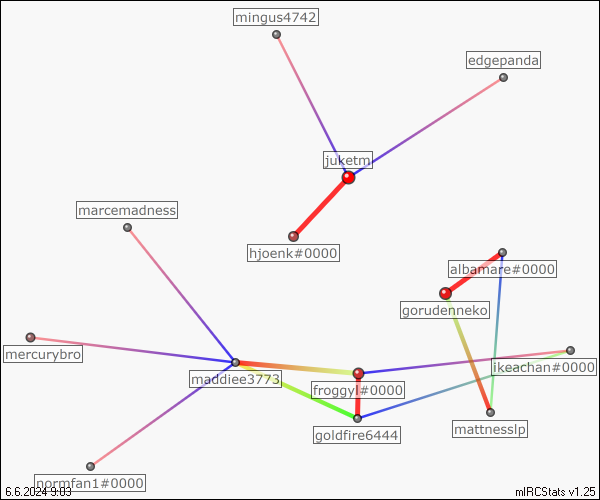 mingus4742
edgepanda
juketm
marcemadness
hjoenk#0000
albamare#0000
gorudenneko
mercurybro
maddiee3773
ikeachan#0000
froggyl#0000
goldfire6444
mattnesslp
normfan1#0000
6.6.2024 9:03
mIRCStats v1.25